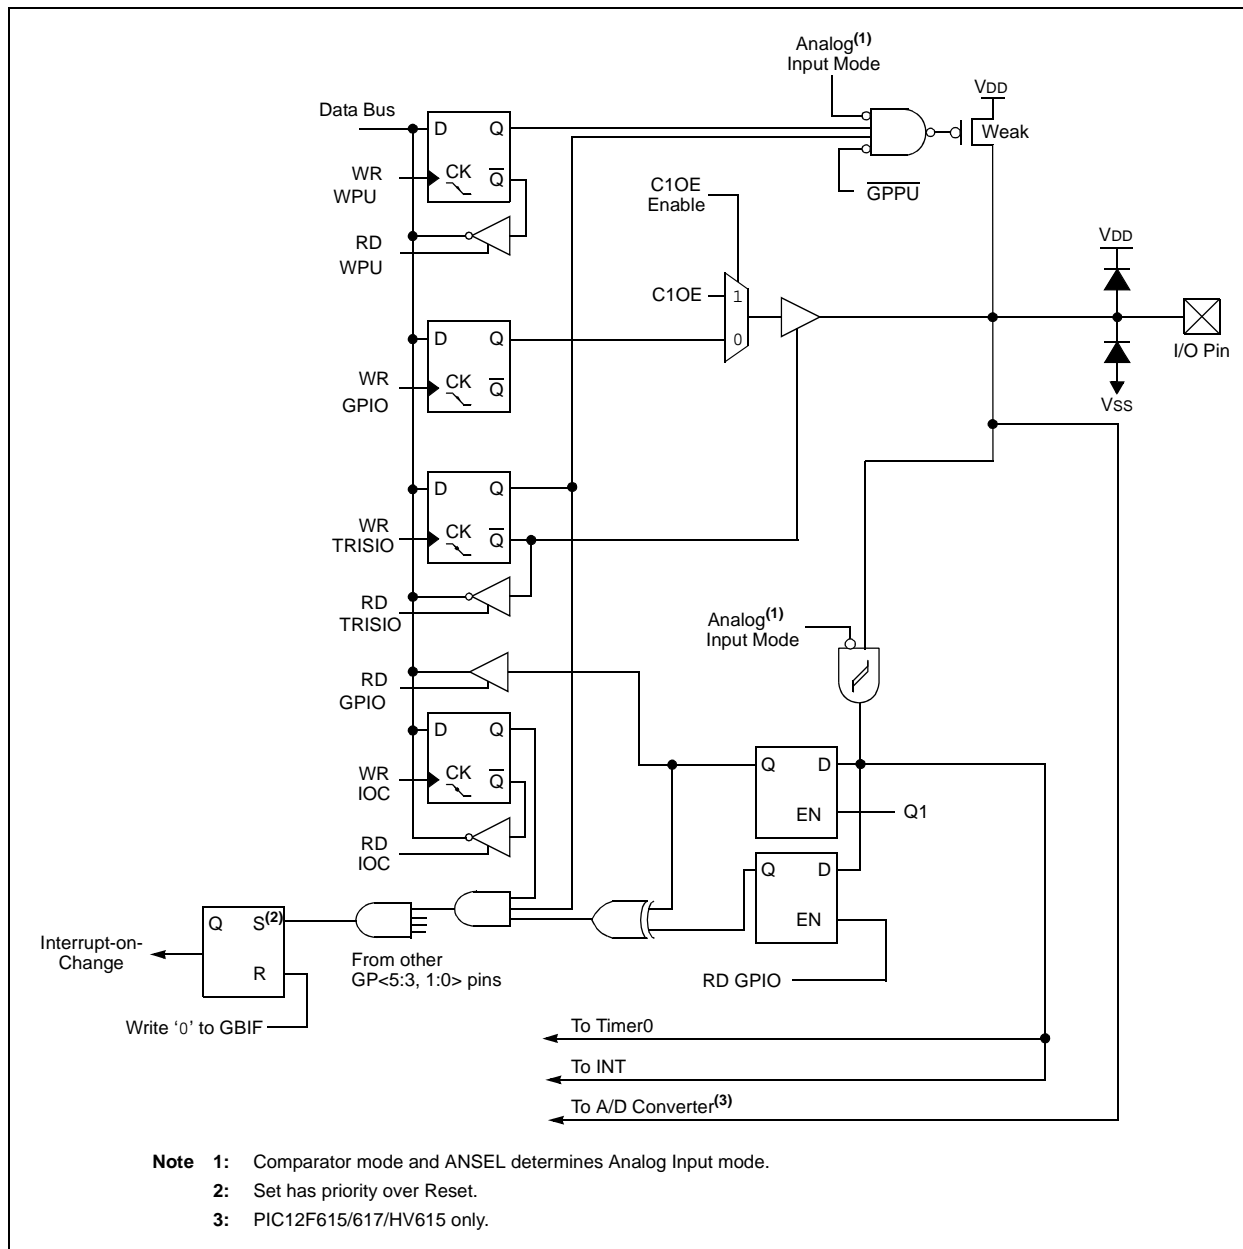 Analog(1)
Input Mode
VDD
Data Bus
D Q
Weak
WR
WPU
CK Q
C1OE
Enable
GPPU
RD
WPU
VDD
C1OE
1
D Q
0
I/O Pin
WR
GPIO
CK Q
VSS
D Q
WR
TRISIO
CK Q
RD
TRISIO
Analog(1)
Input Mode
RD
GPIO
D Q
Q D
WR
IOC
CK Q
EN
Q1
RD
IOC
Q D
EN
Q S(2)
Interrupt-on-
Change
R
From other
GP<5:3, 1:0> pins
RD GPIO
Write ‘0’ to GBIF
To Timer0
To INT
To A/D Converter(3)
Note 1: Comparator mode and ANSEL determines Analog Input mode.
2: Set has priority over Reset.
3: PIC12F615/617/HV615 only.